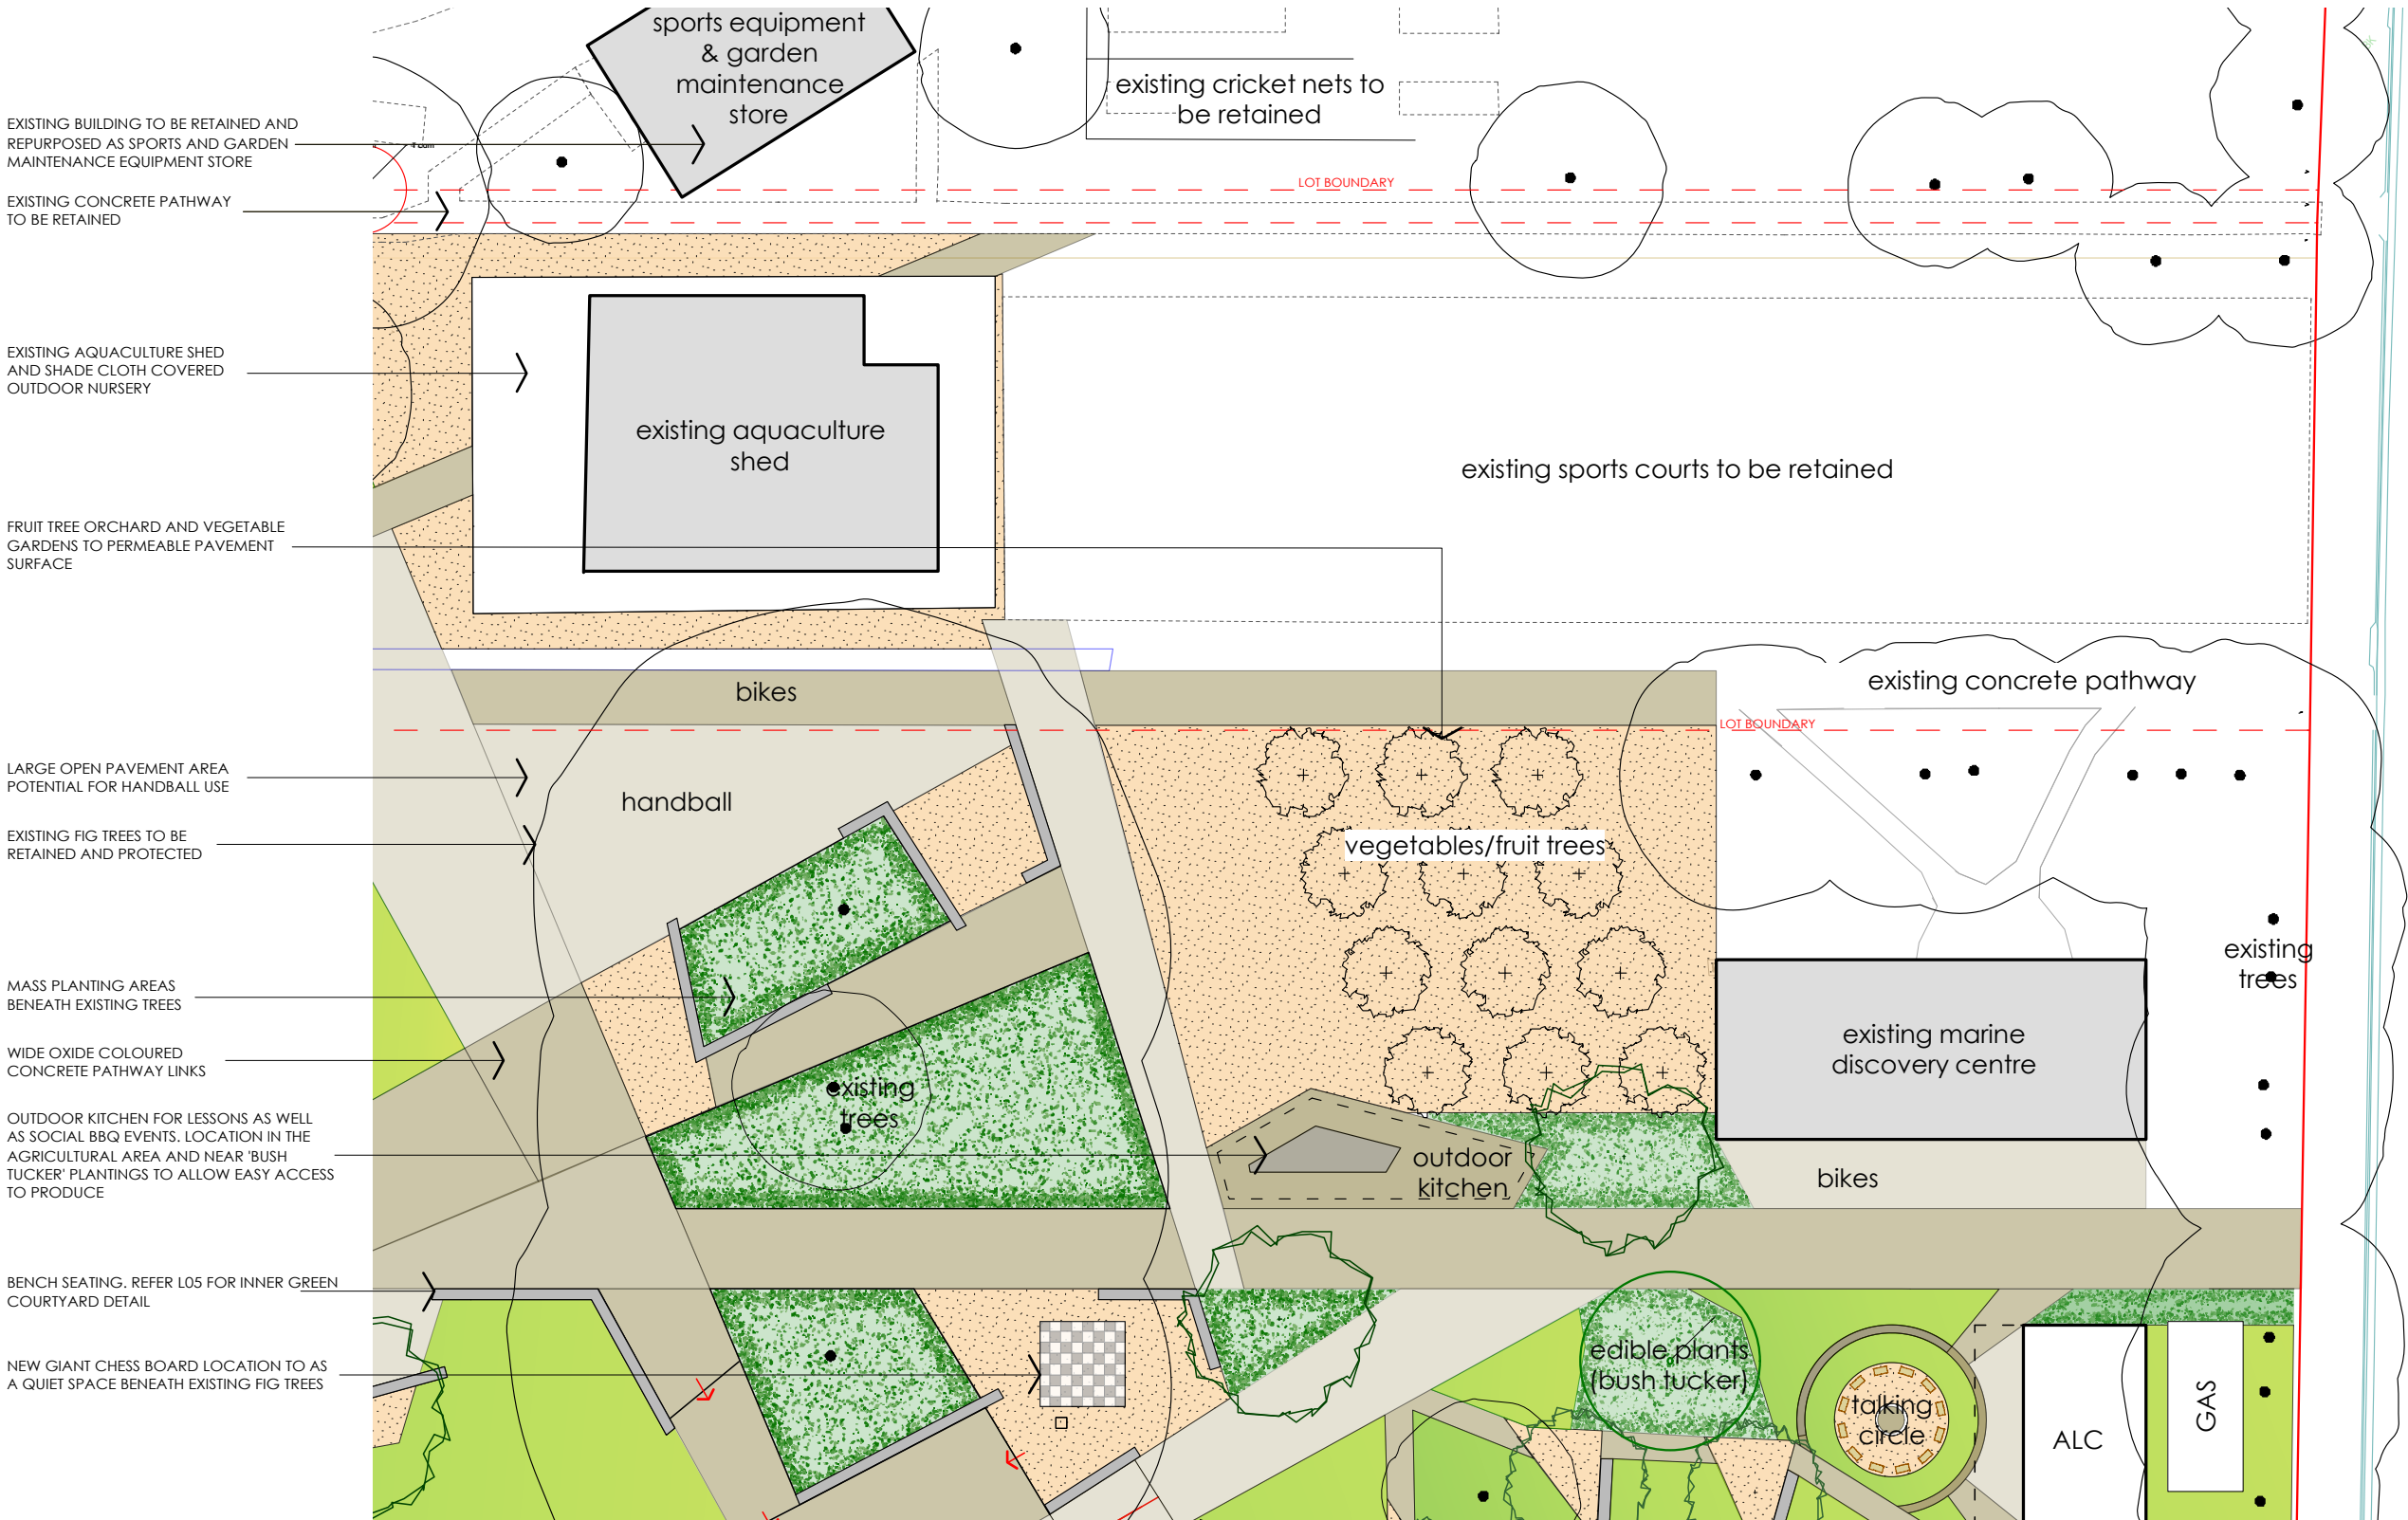 sports equipment
& garden
maintenance
store
existing cricket nets to
be retained
EXISTING BUILDING TO BE RETAINED AND
REPURPOSED AS SPORTS AND GARDEN
MAINTENANCE EQUIPMENT STORE
LOT BOUNDARY
EXISTING CONCRETE PATHWAY
TO BE RETAINED
EXISTING AQUACULTURE SHED
AND SHADE CLOTH COVERED
OUTDOOR NURSERY
existing aquaculture
shed
existing sports courts to be retained
FRUIT TREE ORCHARD AND VEGETABLE
GARDENS TO PERMEABLE PAVEMENT
SURFACE
bikes
existing concrete pathway
LOT BOUNDARY
LARGE OPEN PAVEMENT AREA
POTENTIAL FOR HANDBALL USE
handball
EXISTING FIG TREES TO BE
RETAINED AND PROTECTED
vegetables/fruit trees
existing
trees
MASS PLANTING AREAS
BENEATH EXISTING TREES
existing marine
discovery centre
WIDE OXIDE COLOURED
CONCRETE PATHWAY LINKS
existing
trees
OUTDOOR KITCHEN FOR LESSONS AS WELL
AS SOCIAL BBQ EVENTS. LOCATION IN THE
AGRICULTURAL AREA AND NEAR 'BUSH
TUCKER' PLANTINGS TO ALLOW EASY ACCESS
TO PRODUCE
outdoor
kitchen
bikes
BENCH SEATING. REFER L05 FOR INNER GREEN
COURTYARD DETAIL
NEW GIANT CHESS BOARD LOCATION TO AS
A QUIET SPACE BENEATH EXISTING FIG TREES
edible plants
(bush tucker)
talking
circle
ALC
GAS